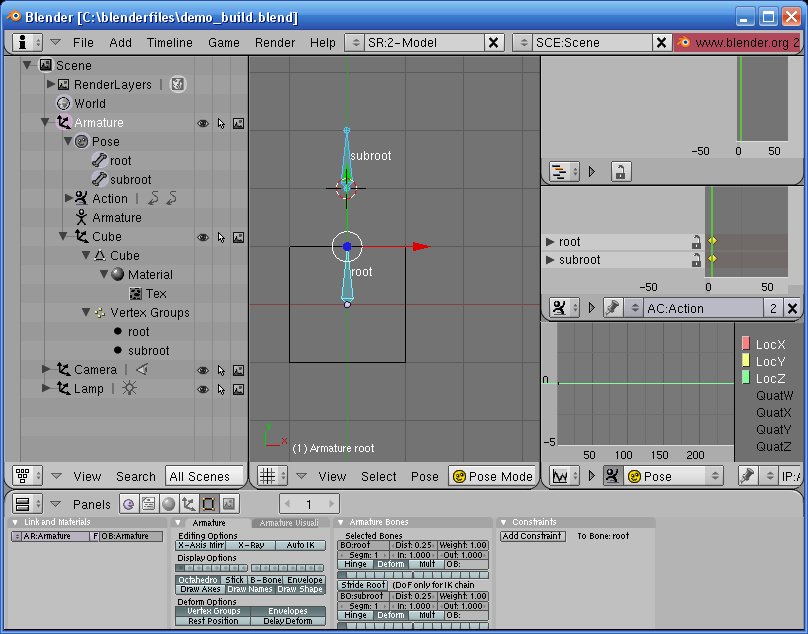 Blender [C:\blenderfiles\demo_build.blend]
File Add Timeline Game Render Help SR:2-Model SCE:Scene www.blender.org 2
Scene
RenderLayers
World
Armature
Pose
root
subroot
Action
Armature
Cube
Cube
Material
Tex
Vertex Groups
root
subroot
Camera
Lamp
View Search All Scenes
subroot
root
Y
X
(1) Armature root
View Select Pose Pose Mode
-50 0 50
root
subroot
-50 0 50
AC:Action 2
0
-5
50 100 150 200
LocX
LocY
LocZ
QuatW
QuatX
QuatY
QuatZ
Pose IP:
Panels 1
Link and Materials
AR:Armature F OB:Armature
Armature Armature Visuali
Editing Options
X-Axis Mirr X-Ray Auto IK
Display Options
Octahedro Stick B-Bone Envelope
Draw Axes Draw Names Draw Shape
Deform Options
Vertex Groups Envelopes
Rest Position Delay Deform
Armature Bones
Selected Bones
BO:root Dist: 0.25 Weight: 1.00
Segm: 1 In: 1.000 Out: 1.000
Hinge Deform Mult OB:
Stride Root (DoF only for IK chain
BO:subroot Dist: 0.25 Weight: 1.00
Segm: 1 In: 1.000 Out: 1.000
Hinge Deform Mult OB:
Constraints
Add Constraint To Bone: root